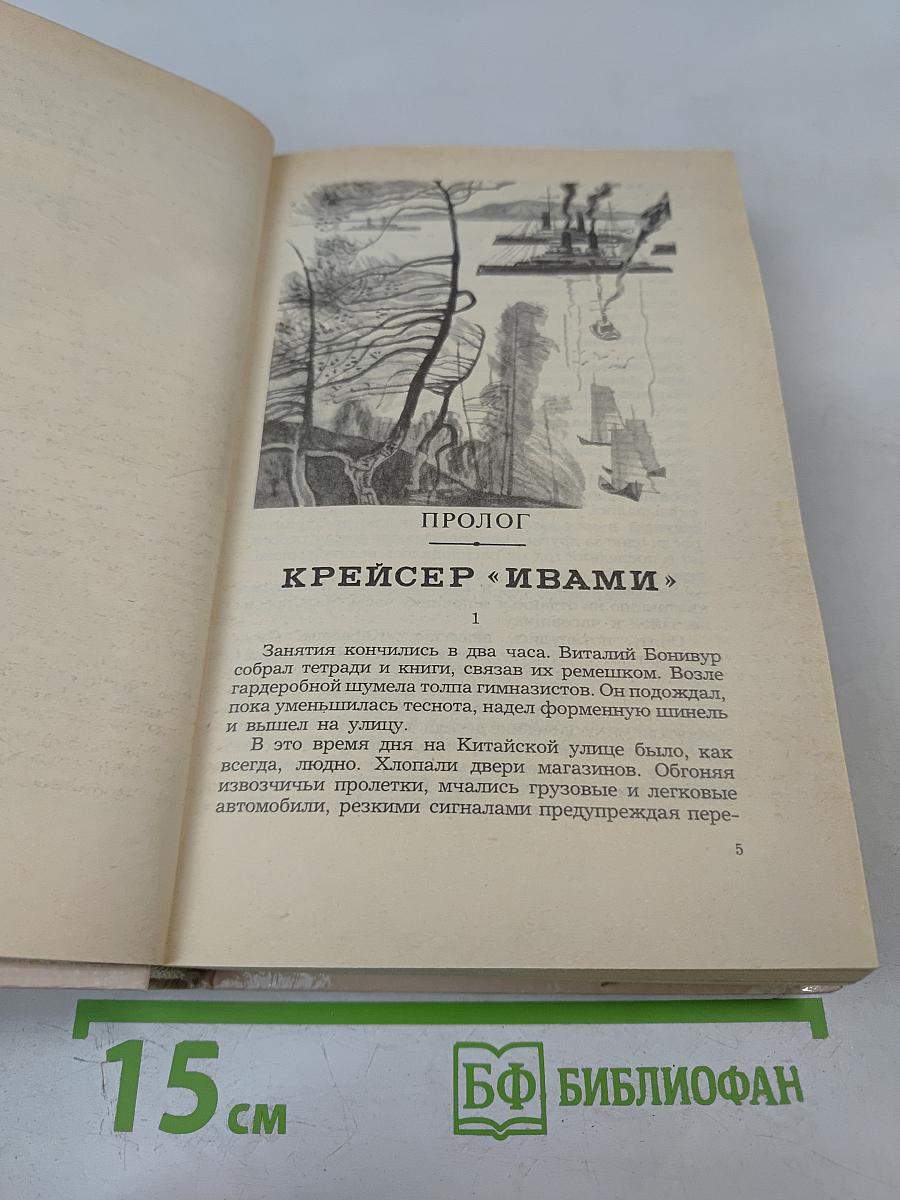 ПРОЛОГ
КРЕЙСЕР «ИВАМИ»
1
Занятия кончились в два часа. Виталий Бонивур
собрал тетради и книги, связав их ремешком. Возле
гардеробной шумела толпа гимназистов. Он подождал,
пока уменьшилась теснота, надел форменную шинель
и вышел на улицу.
В это время дня на Китайской улице было, как
всегда, людно. Хлопали двери магазинов. Обгоняя
извозчичьи пролетки, мчались грузовые и легковые
автомобили, резкими сигналами предупреждая пере-
5
15 см
БФ БИБЛИОФАН